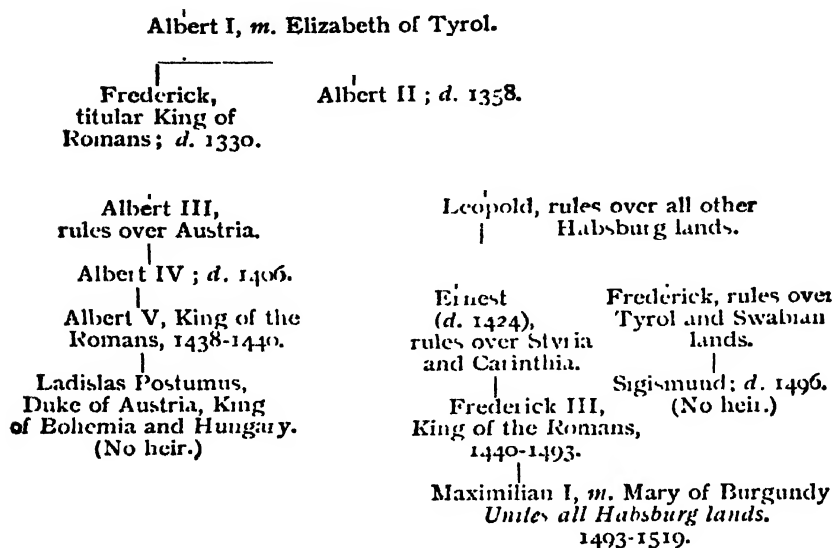 Albert I, m. Elizabeth of Tyrol.
Frederick,
titular King of
Romans; d. 1330.
Albert II ; d. 1358.
Albert III,
rules over Austria.
Albert IV ; d. 1406.
Albert V, King of the
Romans, 1438-1440.
Ladislas Postumus,
Duke of Austria, King
of Bohemia and Hungary.
(No heir.)
Leopold, rules over all other
Habsburg lands.
Ernest
(d. 1424),
rules over Styria
and Carinthia.
Frederick III,
King of the Romans,
1440-1493.
Frederick, rules over
Tyrol and Swabian
lands.
Sigismund; d. 1496.
(No heir.)
Maximilian I, m. Mary of Burgundy
Unites all Habsburg lands.
1493-1519.